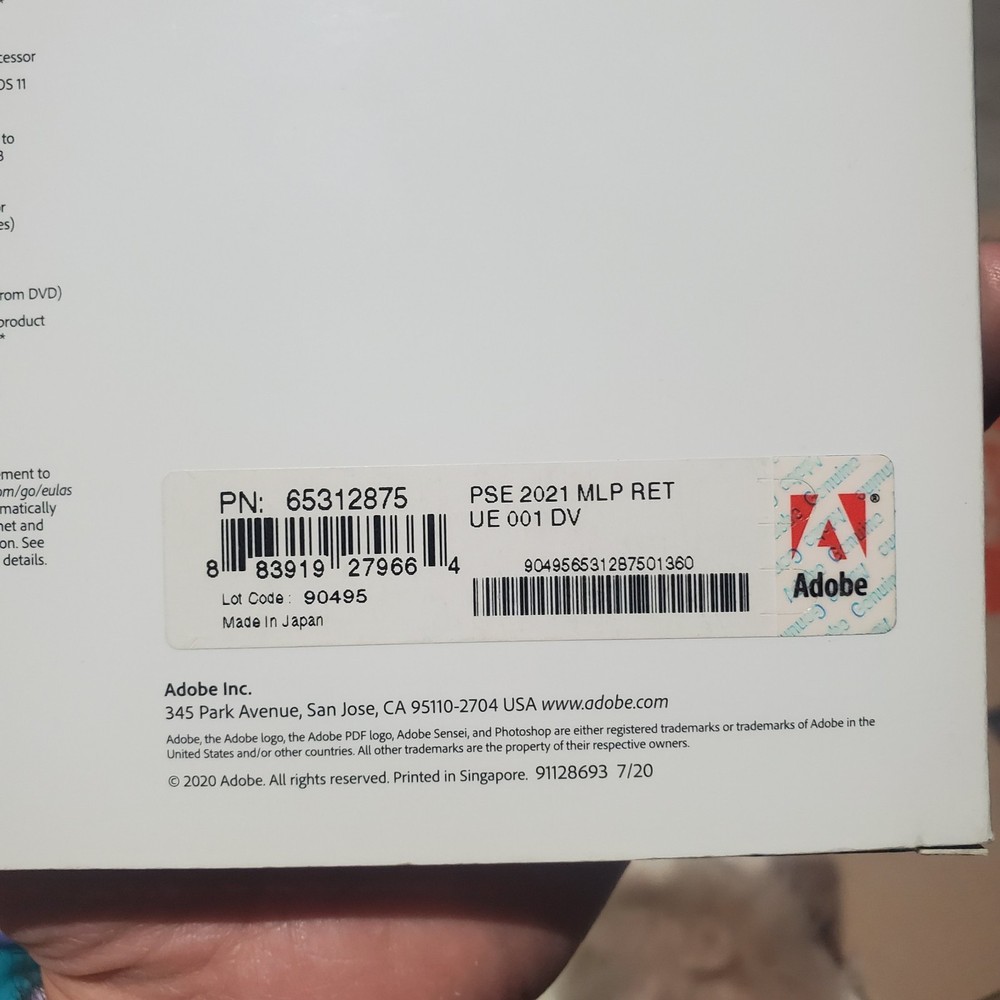 cessor
OS 11
to
3
r
es)
rom DVD)
product
*
ment to
om/go/eulas
matically
net and
on. See
details.
PN: 65312875
8 83919 27966 4
Lot Code: 90495
Made In Japan
PSE 2021 MLP RET
UE 001 DV
904956531287501360
Adobe®
Adobe Inc.
345 Park Avenue, San Jose, CA 95110-2704 USA www.adobe.com
Adobe, the Adobe logo, the Adobe PDF logo, Adobe Sensei, and Photoshop are either registered trademarks or trademarks of Adobe in the
United States and/or other countries. All other trademarks are the property of their respective owners.
© 2020 Adobe. All rights reserved. Printed in Singapore. 91128693 7/20